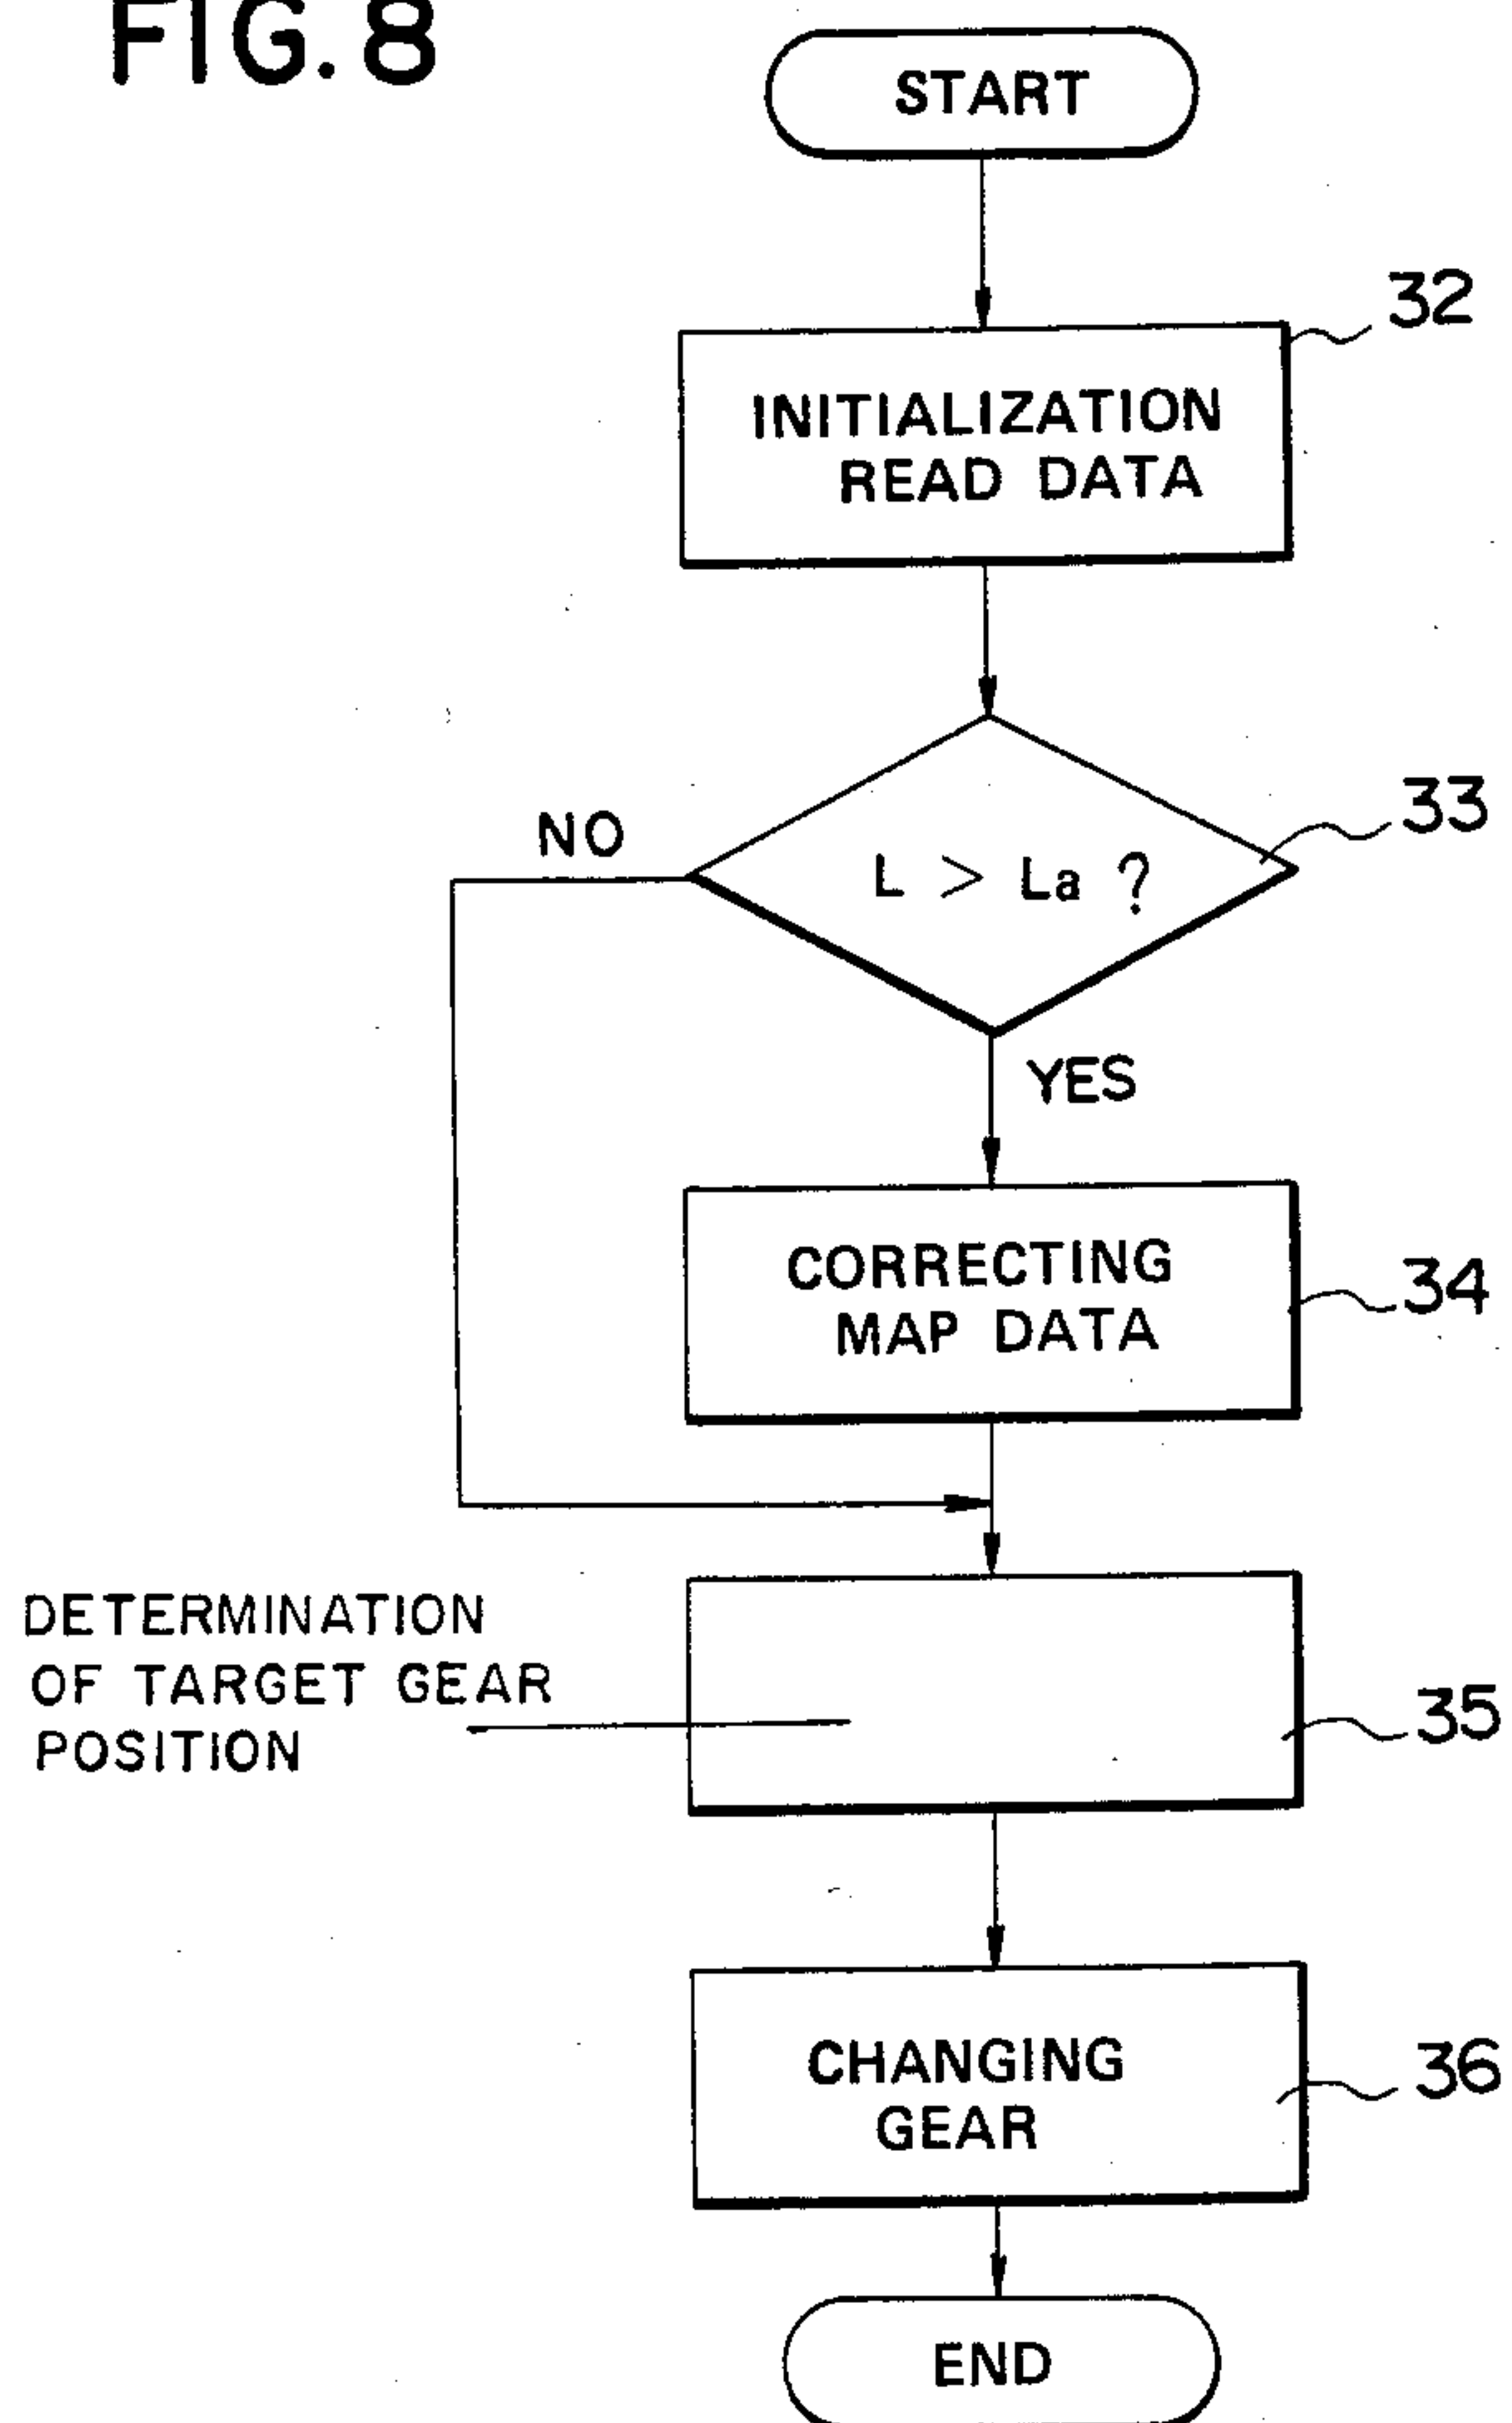 FIG. 8
START
32
INITIALIZATION
READ DATA
33
NO
L > La ?
YES
34
CORRECTING
MAP DATA
DETERMINATION
OF TARGET GEAR
POSITION
35
36
CHANGING
GEAR
END